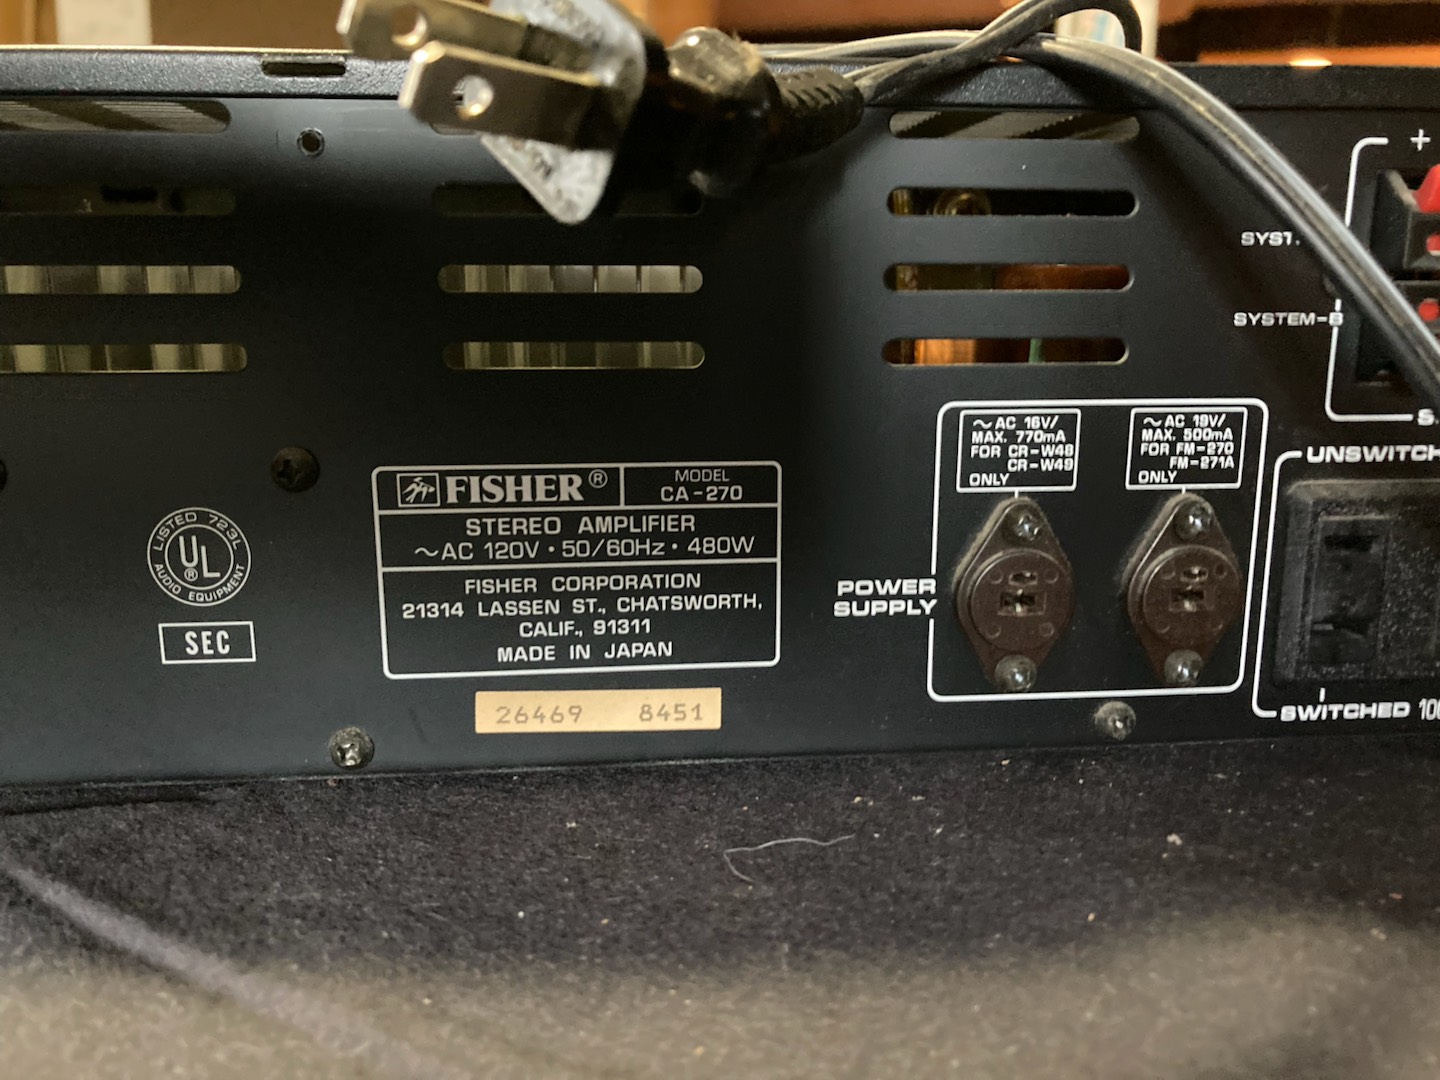 +
SYST.
SYSTEM-B
S.
~AC 16V/
MAX. 770mA
FOR CR-W48
CR-W49
ONLY
~AC 19V/
MAX. 500mA
FOR FM-270
FM-271A
ONLY
UNSWITCH
FISHER®
MODEL
CA-270
STEREO AMPLIFIER
~AC 120V · 50/60Hz · 480W
FISHER CORPORATION
21314 LASSEN ST., CHATSWORTH,
CALIF., 91311
MADE IN JAPAN
LISTED 723L
UL®
AUDIO EQUIPMENT
SEC
POWER
SUPPLY
26469 8451
SWITCHED 100